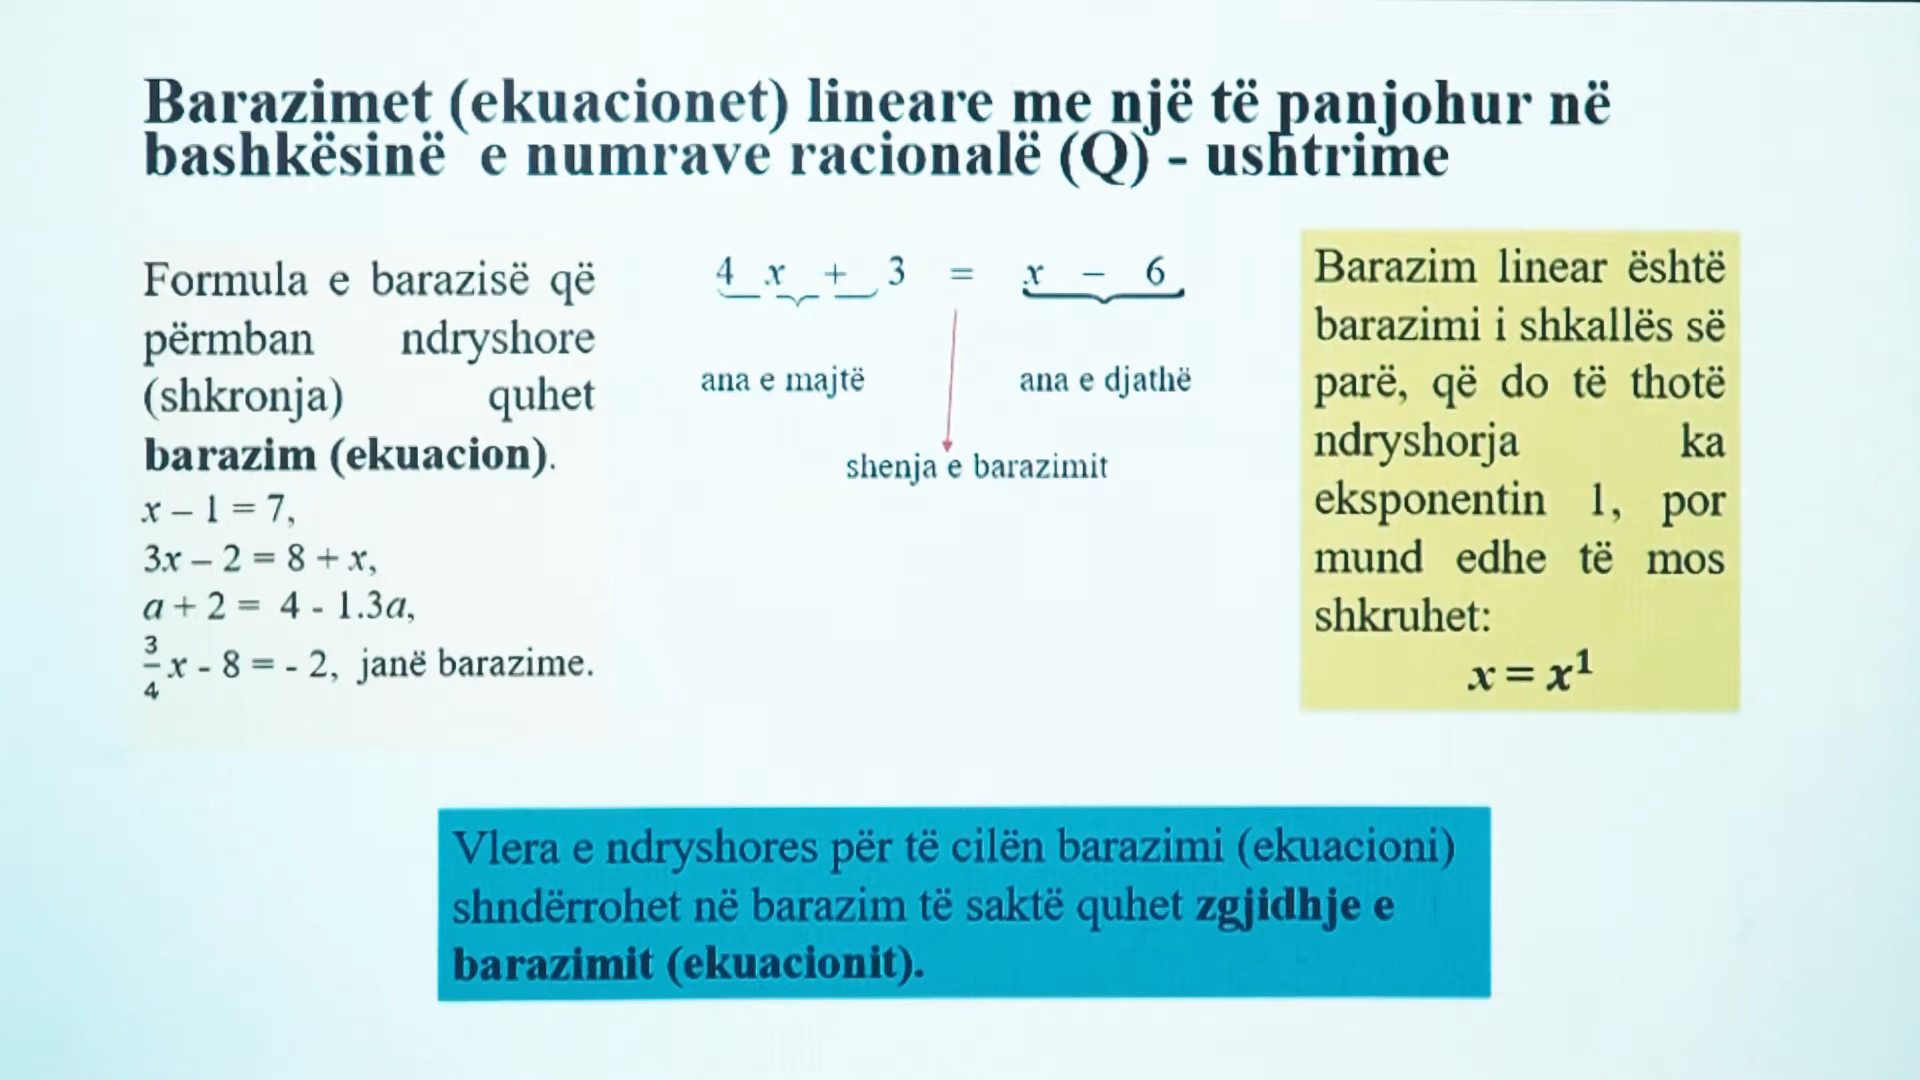 Barazimet (ekuacionet) lineare me një të panjohur në
bashkësinë e numrave racionalë (Q) - ushtrime
Formula e barazisë që
përmban ndryshore
(shkronja) quhet
barazim (ekuacion).
x – 1 = 7,
3x – 2 = 8 + x,
a + 2 = 4 - 1.3a,
3/4 x - 8 = - 2, janë barazime.
4 x + 3 = x − 6
ana e majtë ana e djathë
shenja e barazimit
Barazim linear është
barazimi i shkallës së
parë, që do të thotë
ndryshorja ka
eksponentin 1, por
mund edhe të mos
shkruhet:
x = x¹
Vlera e ndryshores për të cilën barazimi (ekuacioni)
shndërrohet në barazim të saktë quhet zgjidhje e
barazimit (ekuacionit).